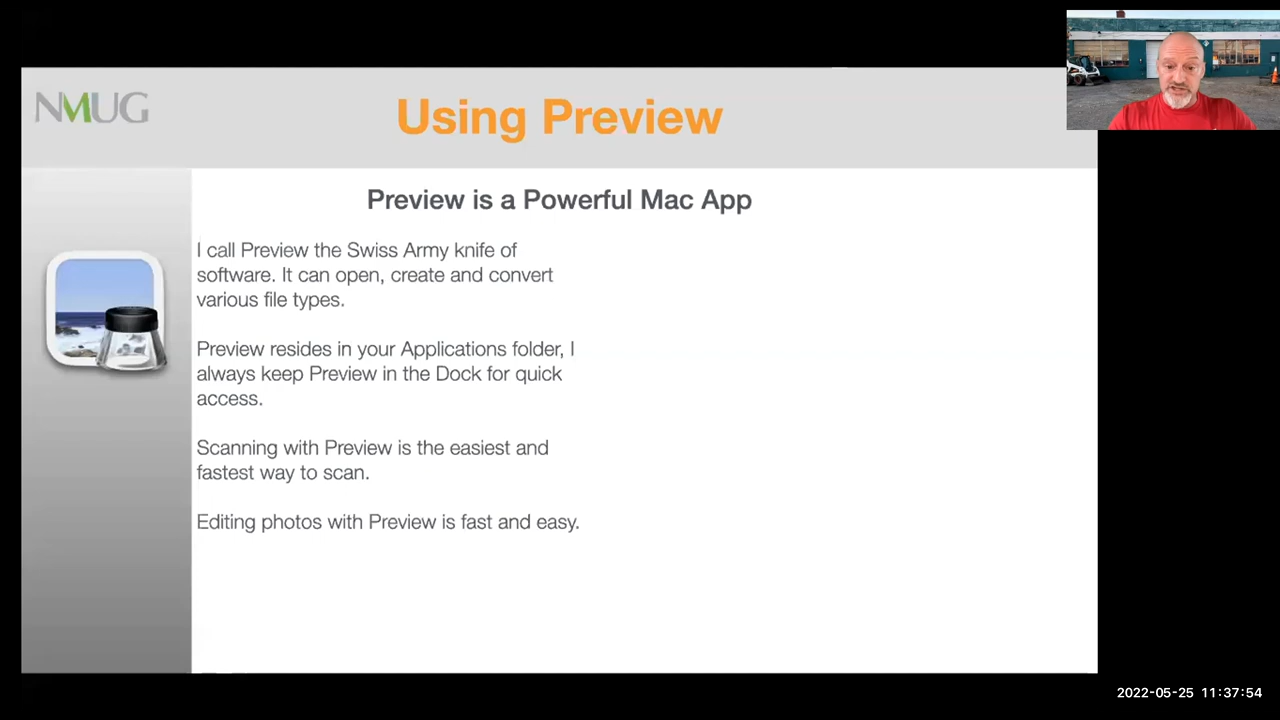 NMUG
Using Preview
Preview is a Powerful Mac App
I call Preview the Swiss Army knife of
software. It can open, create and convert
various file types.
Preview resides in your Applications folder, I
always keep Preview in the Dock for quick
access.
Scanning with Preview is the easiest and
fastest way to scan.
Editing photos with Preview is fast and easy.
2022-05-25 11:37:54